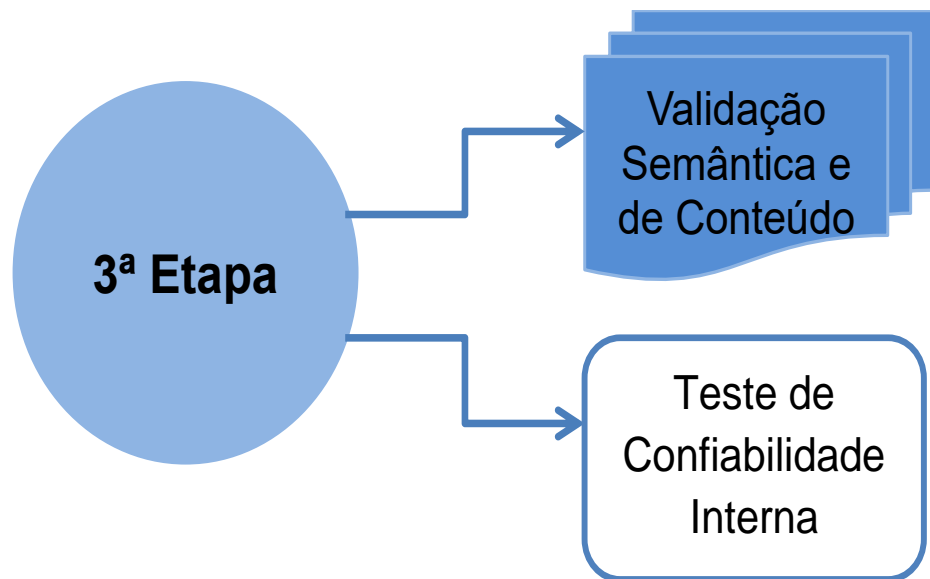 3ª Etapa
Validação
Semântica e
de Conteúdo
Teste de
Confiabilidade
Interna